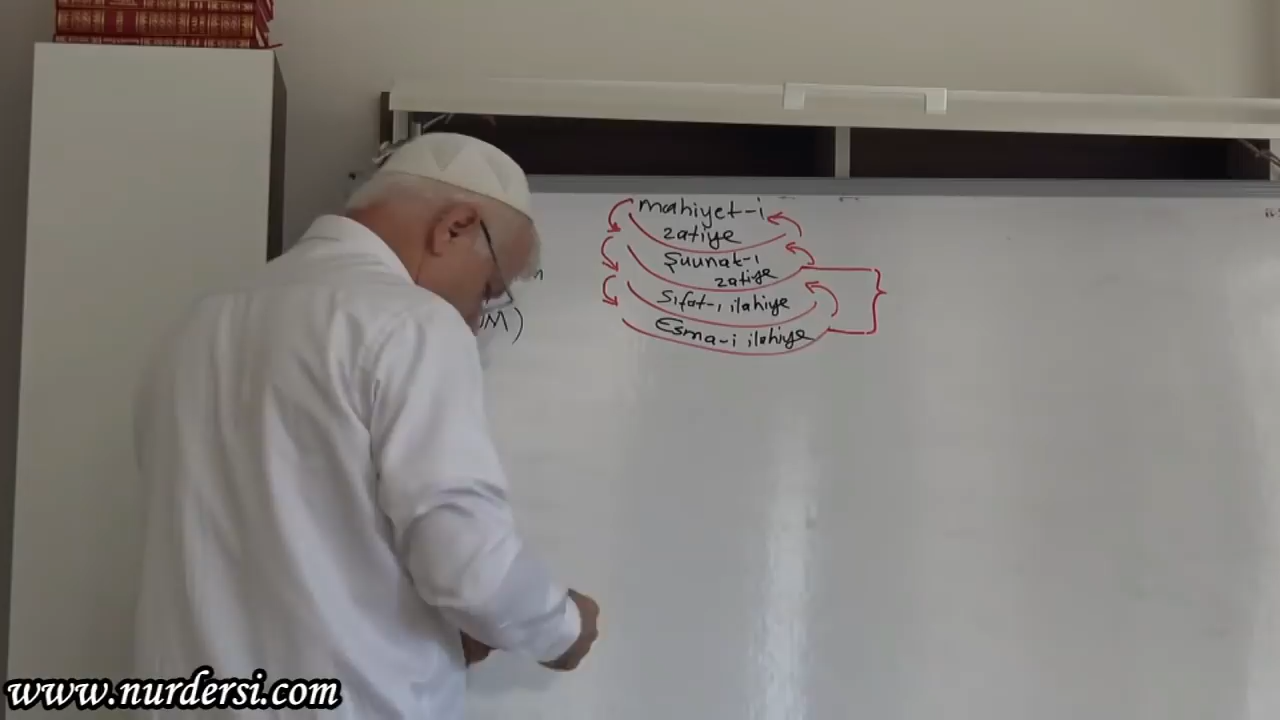 mahiyet-i
zatiye
Şuunat-ı
zatiye
Sıfat-ı ilahiye
Esma-i ilahiye
www.nurdersi.com